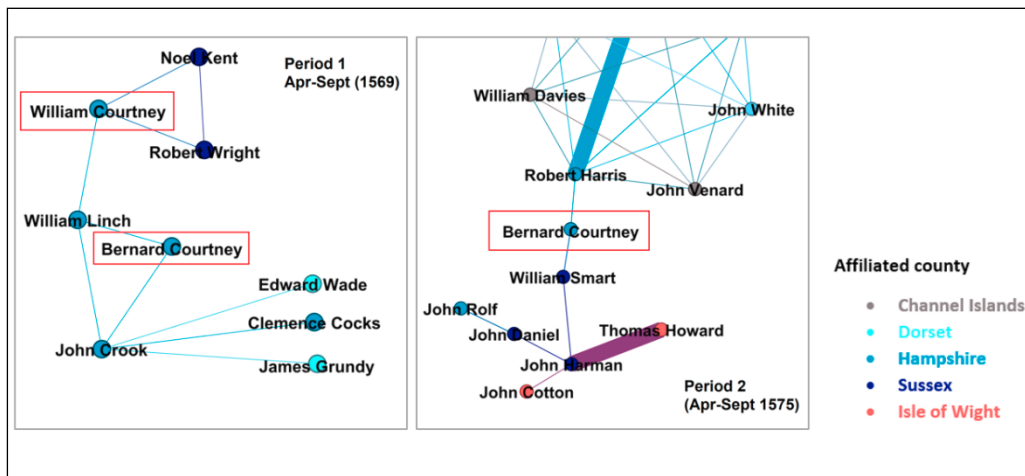 Noel Kent
Period 1
Apr-Sept (1569)
William Courtney
Robert Wright
William Linch
Bernard Courtney
Edward Wade
Clemence Cocks
John Crook
James Grundy
William Davies
John White
Robert Harris
John Venard
Bernard Courtney
William Smart
John Rolf
John Daniel
Thomas Howard
John Harman
John Cotton
Period 2
(Apr-Sept 1575)
Affiliated county
Channel Islands
Dorset
Hampshire
Sussex
Isle of Wight